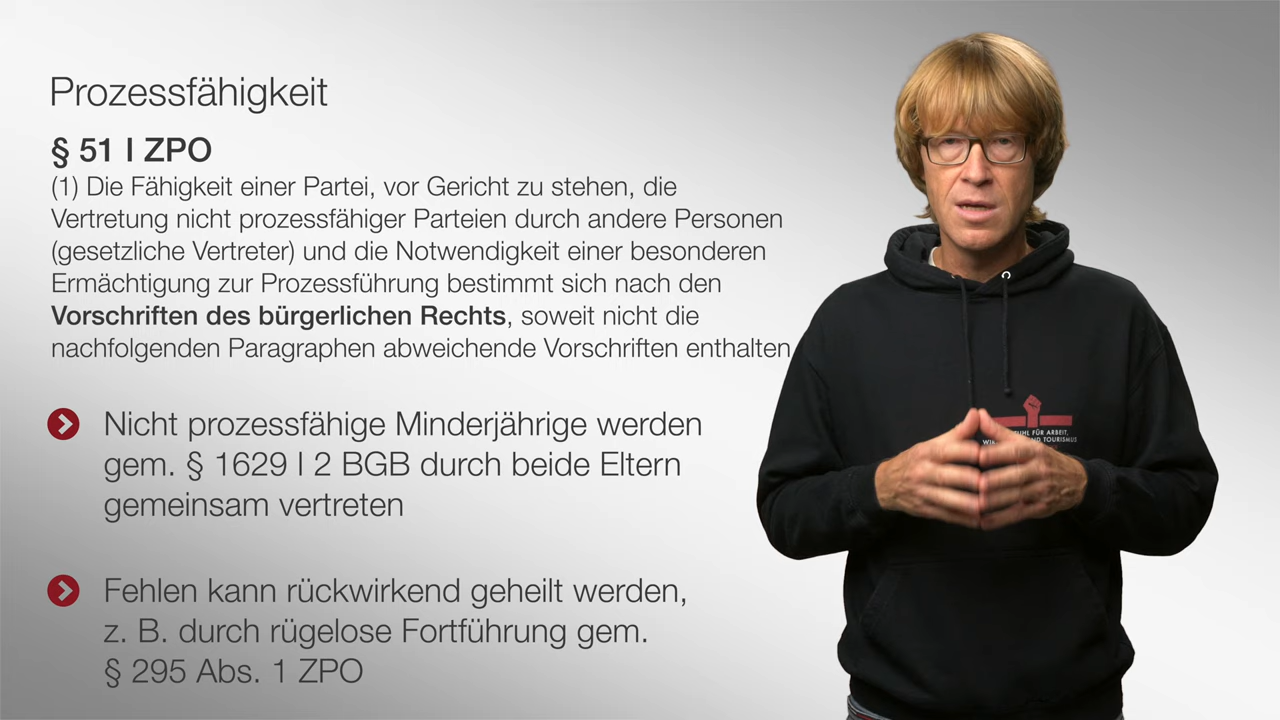 Prozessfähigkeit
§ 51 I ZPO
(1) Die Fähigkeit einer Partei, vor Gericht zu stehen, die
Vertretung nicht prozessfähiger Parteien durch andere Personen
(gesetzliche Vertreter) und die Notwendigkeit einer besonderen
Ermächtigung zur Prozessführung bestimmt sich nach den
Vorschriften des bürgerlichen Rechts, soweit nicht die
nachfolgenden Paragraphen abweichende Vorschriften enthalten
Nicht prozessfähige Minderjährige werden
gem. § 1629 I 2 BGB durch beide Eltern
gemeinsam vertreten
Fehlen kann rückwirkend geheilt werden,
z. B. durch rügelose Fortführung gem.
§ 295 Abs. 1 ZPO
FÜR ARBEIT,
TOURISMUS